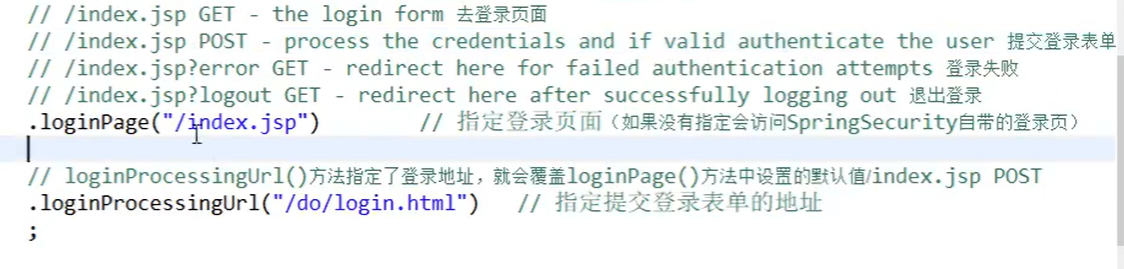 // /index.jsp GET - the login form 去登录页面
// /index.jsp POST - process the credentials and if valid authenticate the user 提交登录表单
// /index.jsp?error GET - redirect here for failed authentication attempts 登录失败
// /index.jsp?logout GET - redirect here after successfully logging out 退出登录
.loginPage("/index.jsp") // 指定登录页面（如果没有指定会访问SpringSecurity自带的登录页）
// loginProcessingUrl()方法指定了登录地址，就会覆盖loginPage()方法中设置的默认值/index.jsp POST
.loginProcessingUrl("/do/login.html") // 指定提交登录表单的地址
;